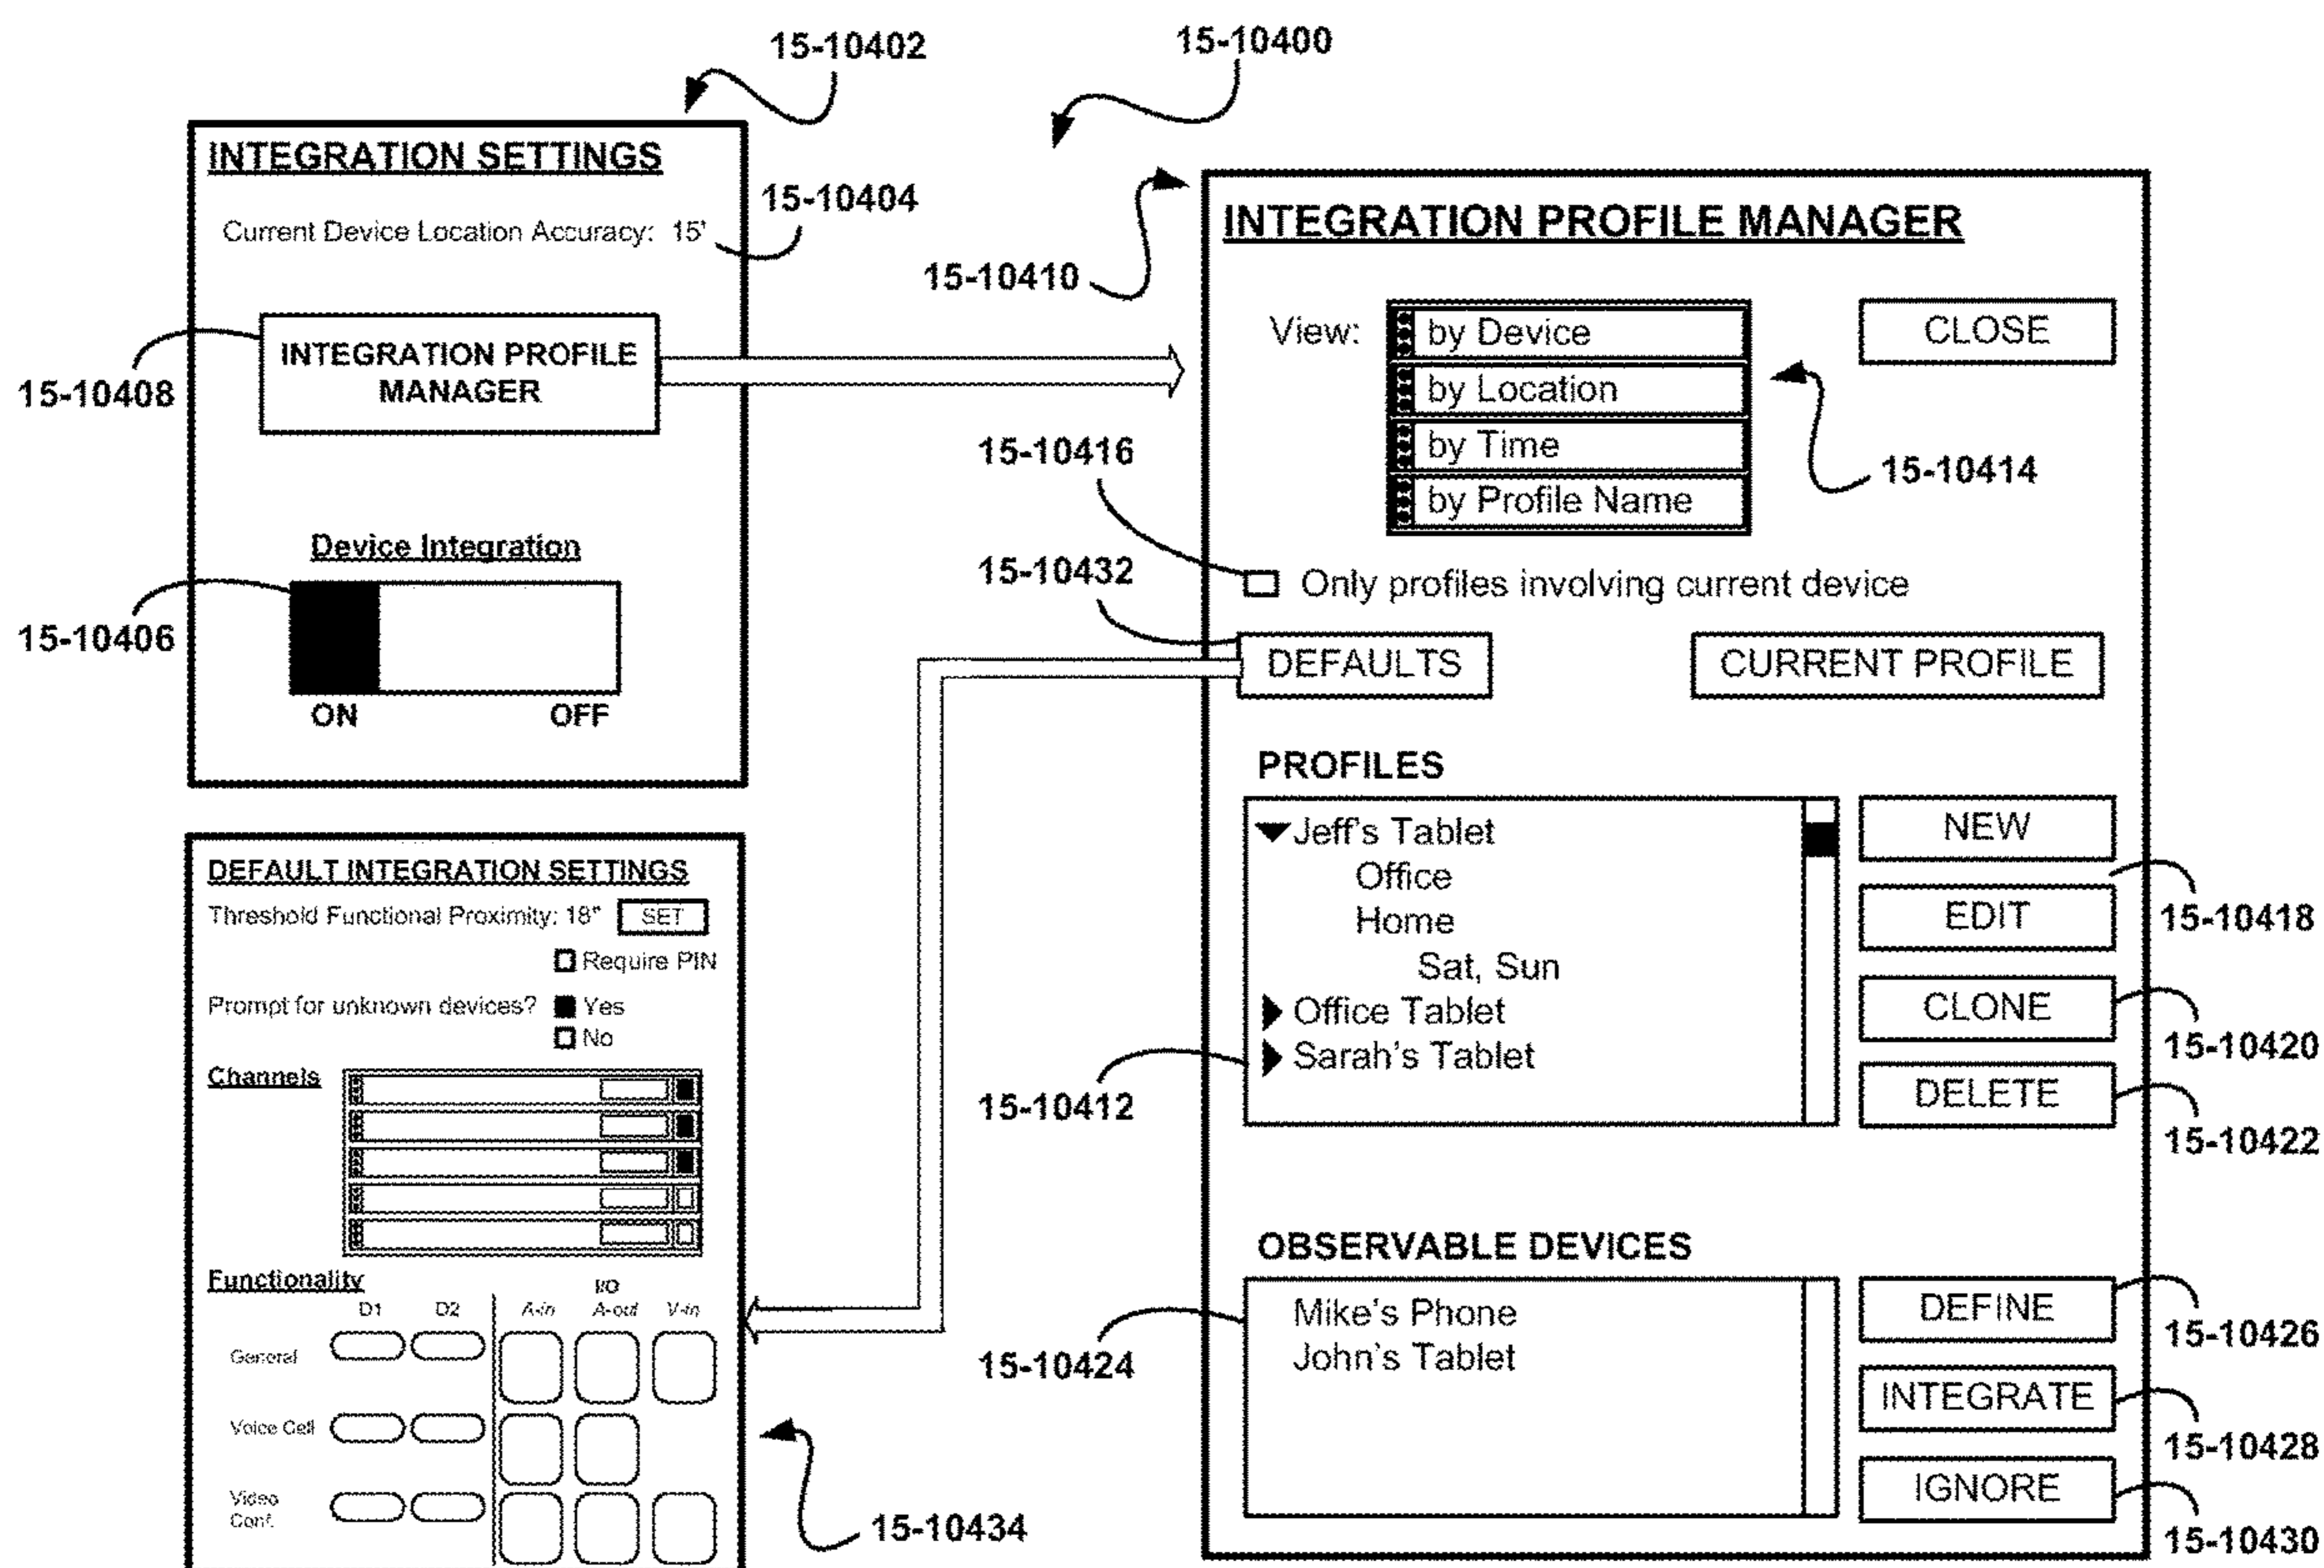 15-10402
15-10400
INTEGRATION SETTINGS
Current Device Location Accuracy: 15'
15-10404
INTEGRATION PROFILE
MANAGER
15-10408
Device Integration
15-10406
ON OFF
15-10410
INTEGRATION PROFILE MANAGER
View:
by Device
by Location
by Time
by Profile Name
CLOSE
15-10414
15-10416
Only profiles involving current device
15-10432
DEFAULTS
CURRENT PROFILE
PROFILES
Jeff's Tablet
Office
Home
Sat, Sun
Office Tablet
Sarah's Tablet
15-10412
NEW
EDIT
15-10418
CLONE
15-10420
DELETE
15-10422
OBSERVABLE DEVICES
Mike's Phone
John's Tablet
15-10424
DEFINE
15-10426
INTEGRATE
15-10428
IGNORE
15-10430
DEFAULT INTEGRATION SETTINGS
Threshold Functional Proximity: 18" SET
Require PIN
Prompt for unknown devices? Yes
No
Channels
Functionality
I/O
D1 D2 A-in A-out V-in
General
Voice Call
Video
Conf.
15-10434